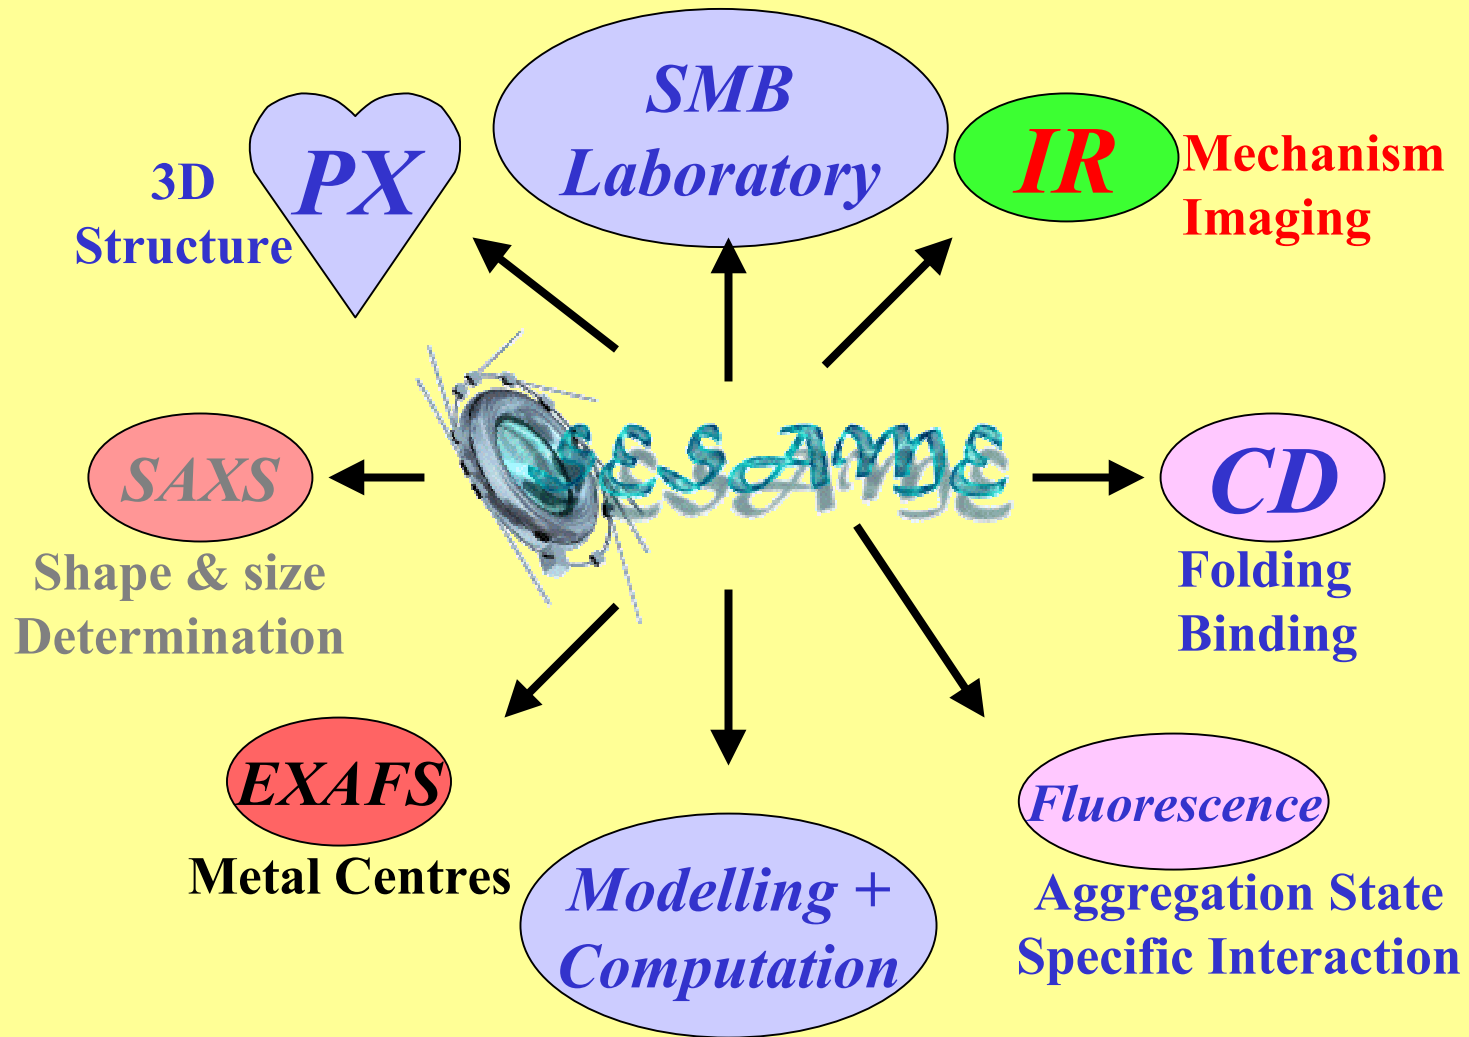 SMB
Laboratory
PX
3D
Structure
IR
Mechanism
Imaging
SESAME
SAXS
Shape & size
Determination
CD
Folding
Binding
EXAFS
Metal Centres
Modelling +
Computation
Fluorescence
Aggregation State
Specific Interaction